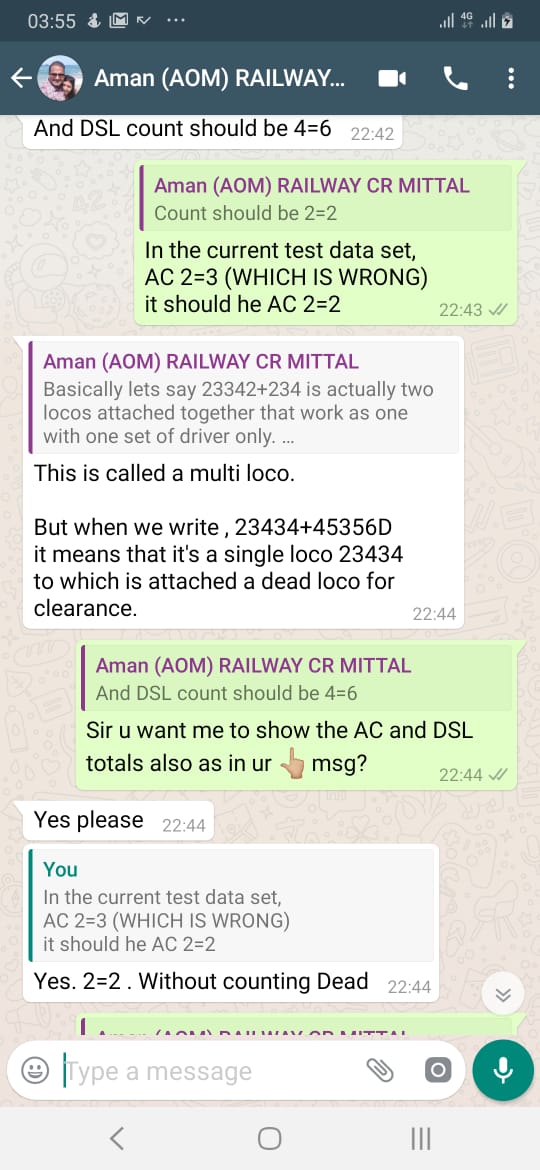 03:55
4G
Aman (AOM) RAILWAY...
And DSL count should be 4=6 22:42
Aman (AOM) RAILWAY CR MITTAL
Count should be 2=2
In the current test data set,
AC 2=3 (WHICH IS WRONG)
it should he AC 2=2
22:43
Aman (AOM) RAILWAY CR MITTAL
Basically lets say 23342+234 is actually two
locos attached together that work as one
with one set of driver only. ...
This is called a multi loco.
But when we write , 23434+45356D
it means that it's a single loco 23434
to which is attached a dead loco for
clearance.
22:44
Aman (AOM) RAILWAY CR MITTAL
And DSL count should be 4=6
Sir u want me to show the AC and DSL
totals also as in ur 👆🏼 msg?
22:44
Yes please 22:44
You
In the current test data set,
AC 2=3 (WHICH IS WRONG)
it should he AC 2=2
Yes. 2=2 . Without counting Dead 22:44
Aman (AOM) RAILWAY CR MITTAL
Type a message